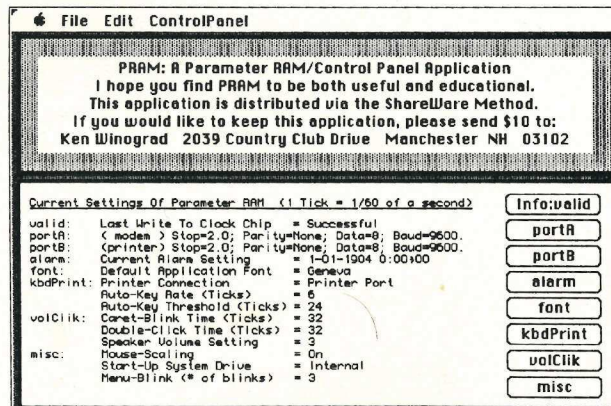 File Edit ControlPanel
PRAM: A Parameter RAM/Control Panel Application
I hope you find PRAM to be both useful and educational.
This application is distributed via the ShareWare Method.
If you would like to keep this application, please send $10 to:
Ken Winograd 2039 Country Club Drive Manchester NH 03102
Current Settings Of Parameter RAM (1 Tick = 1/60 of a second)
valid: Last Write To Clock Chip = Successful
portA: ( modem ) Stop=2.0; Parity=None; Data=8; Baud=9600.
portB: (printer) Stop=2.0; Parity=None; Data=8; Baud=9600.
alarm: Current Alarm Setting = 1-01-1904 0:00:00
font: Default Application Font = Geneva
kbdPrint: Printer Connection = Printer Port
Auto-Key Rate (Ticks) = 6
Auto-Key Threshold (Ticks) = 24
volClik: Caret-Blink Time (Ticks) = 32
Double-Click Time (Ticks) = 32
Speaker Volume Setting = 3
misc: Mouse-Scaling = On
Start-Up System Drive = Internal
Menu-Blink (# of blinks) = 3
Info;valid
portA
portB
alarm
font
kbdPrint
volClik
misc